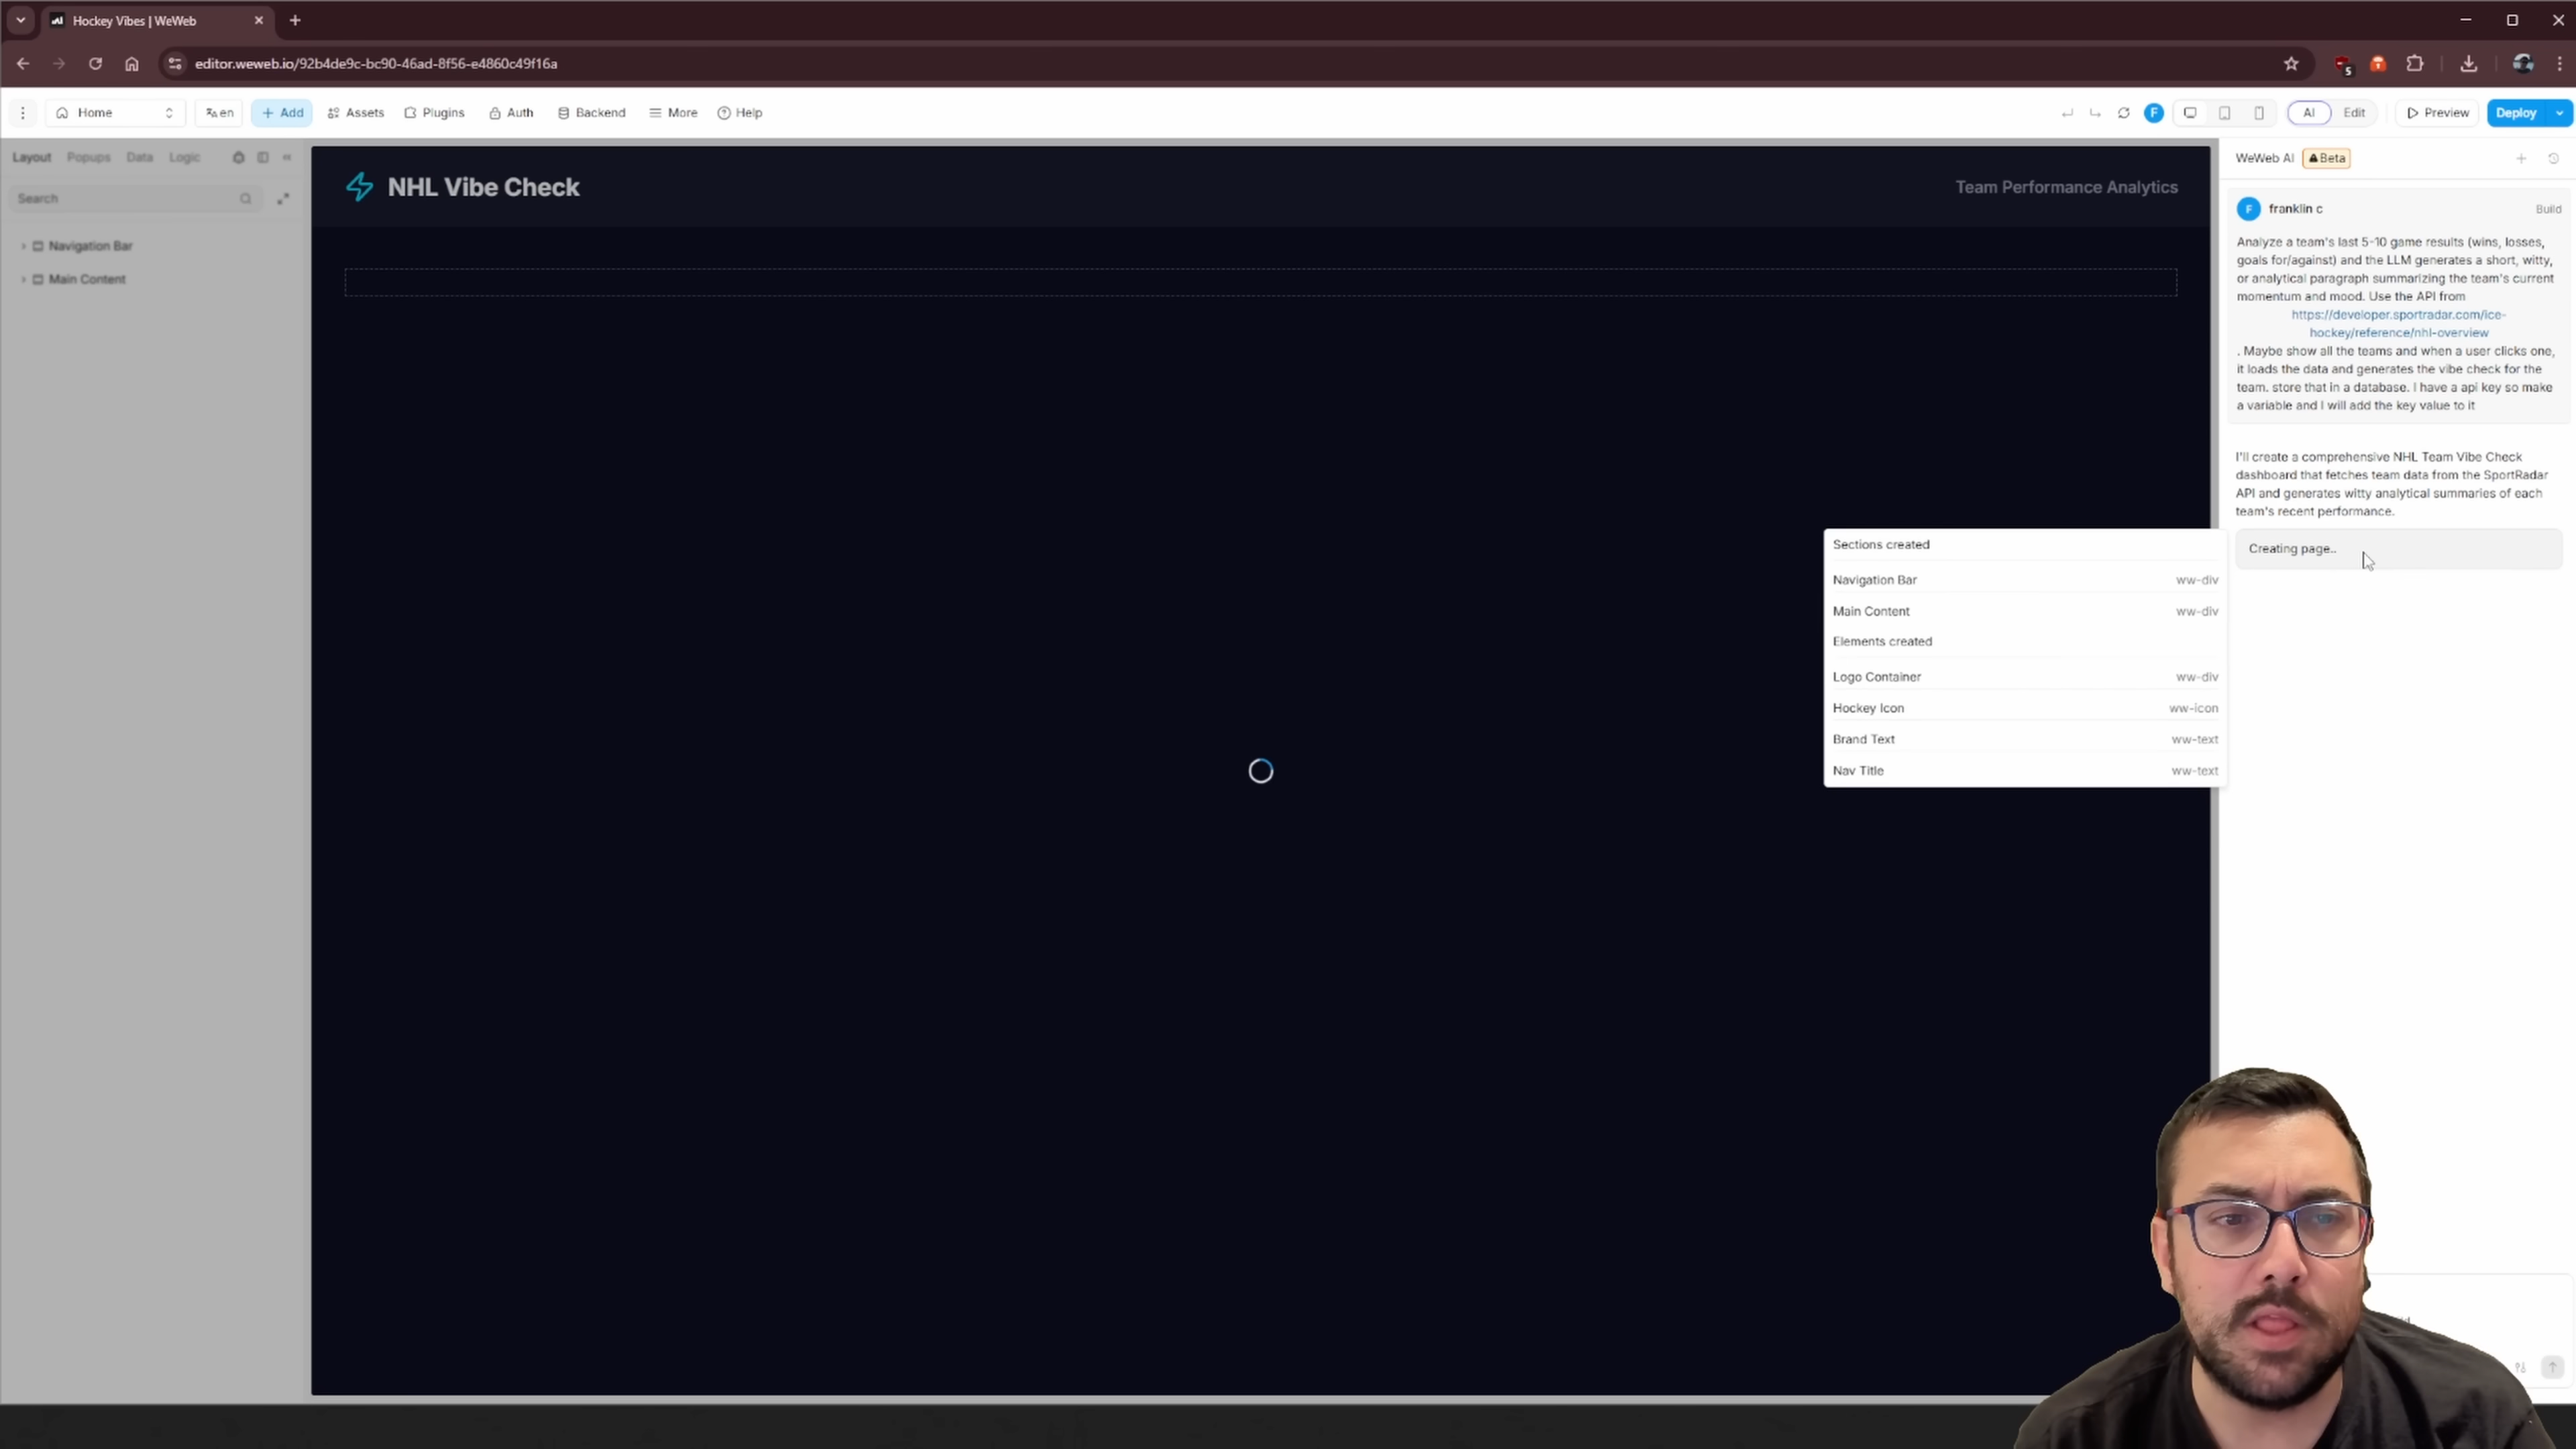 Hockey Vibes | WeWeb
editor.weweb.io/92b4de9c-bc90-46ad-8f56-e4860c49f16a
5
Home
en
Add
Assets
Plugins
Auth
Backend
More
Help
F
AI
Edit
Preview
Deploy
Layout
Popups
Data
Logic
Search
Navigation Bar
Main Content
NHL Vibe Check
Team Performance Analytics
Sections created
Navigation Bar ww-div
Main Content ww-div
Elements created
Logo Container ww-div
Hockey Icon ww-icon
Brand Text ww-text
Nav Title ww-text
WeWeb AI Beta
F franklin c Build
Analyze a team's last 5-10 game results (wins, losses,
goals for/against) and the LLM generates a short, witty,
or analytical paragraph summarizing the team's current
momentum and mood. Use the API from
https://developer.sportradar.com/ice-
hockey/reference/nhl-overview
. Maybe show all the teams and when a user clicks one,
it loads the data and generates the vibe check for the
team. store that in a database. I have a api key so make
a variable and I will add the key value to it
I'll create a comprehensive NHL Team Vibe Check
dashboard that fetches team data from the SportRadar
API and generates witty analytical summaries of each
team's recent performance.
Creating page..